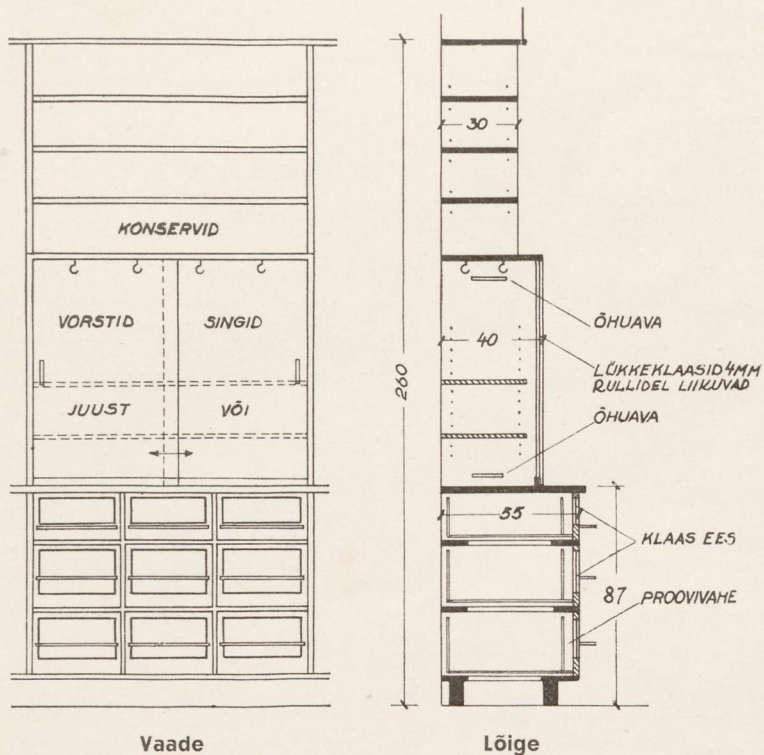 KONSERVID
VORSTID
SINGID
JUUST
VÕI
Vaade
260
30
40
55
87
ÕHUAVA
LÜKKEKLAASID 4MM
RULLIDEL LIIKUVAD
ÕHUAVA
KLAAS EES
PROOVIVAHE
Lõige